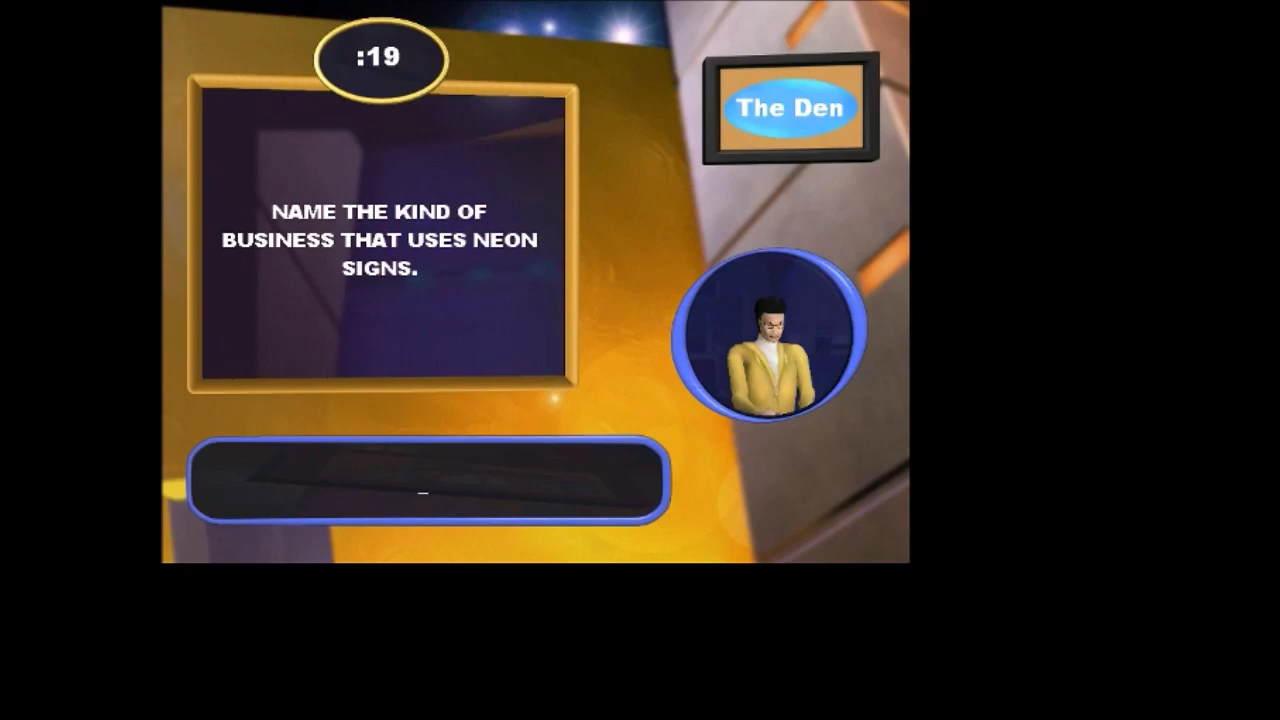 :19
The Den
NAME THE KIND OF
BUSINESS THAT USES NEON
SIGNS.
_